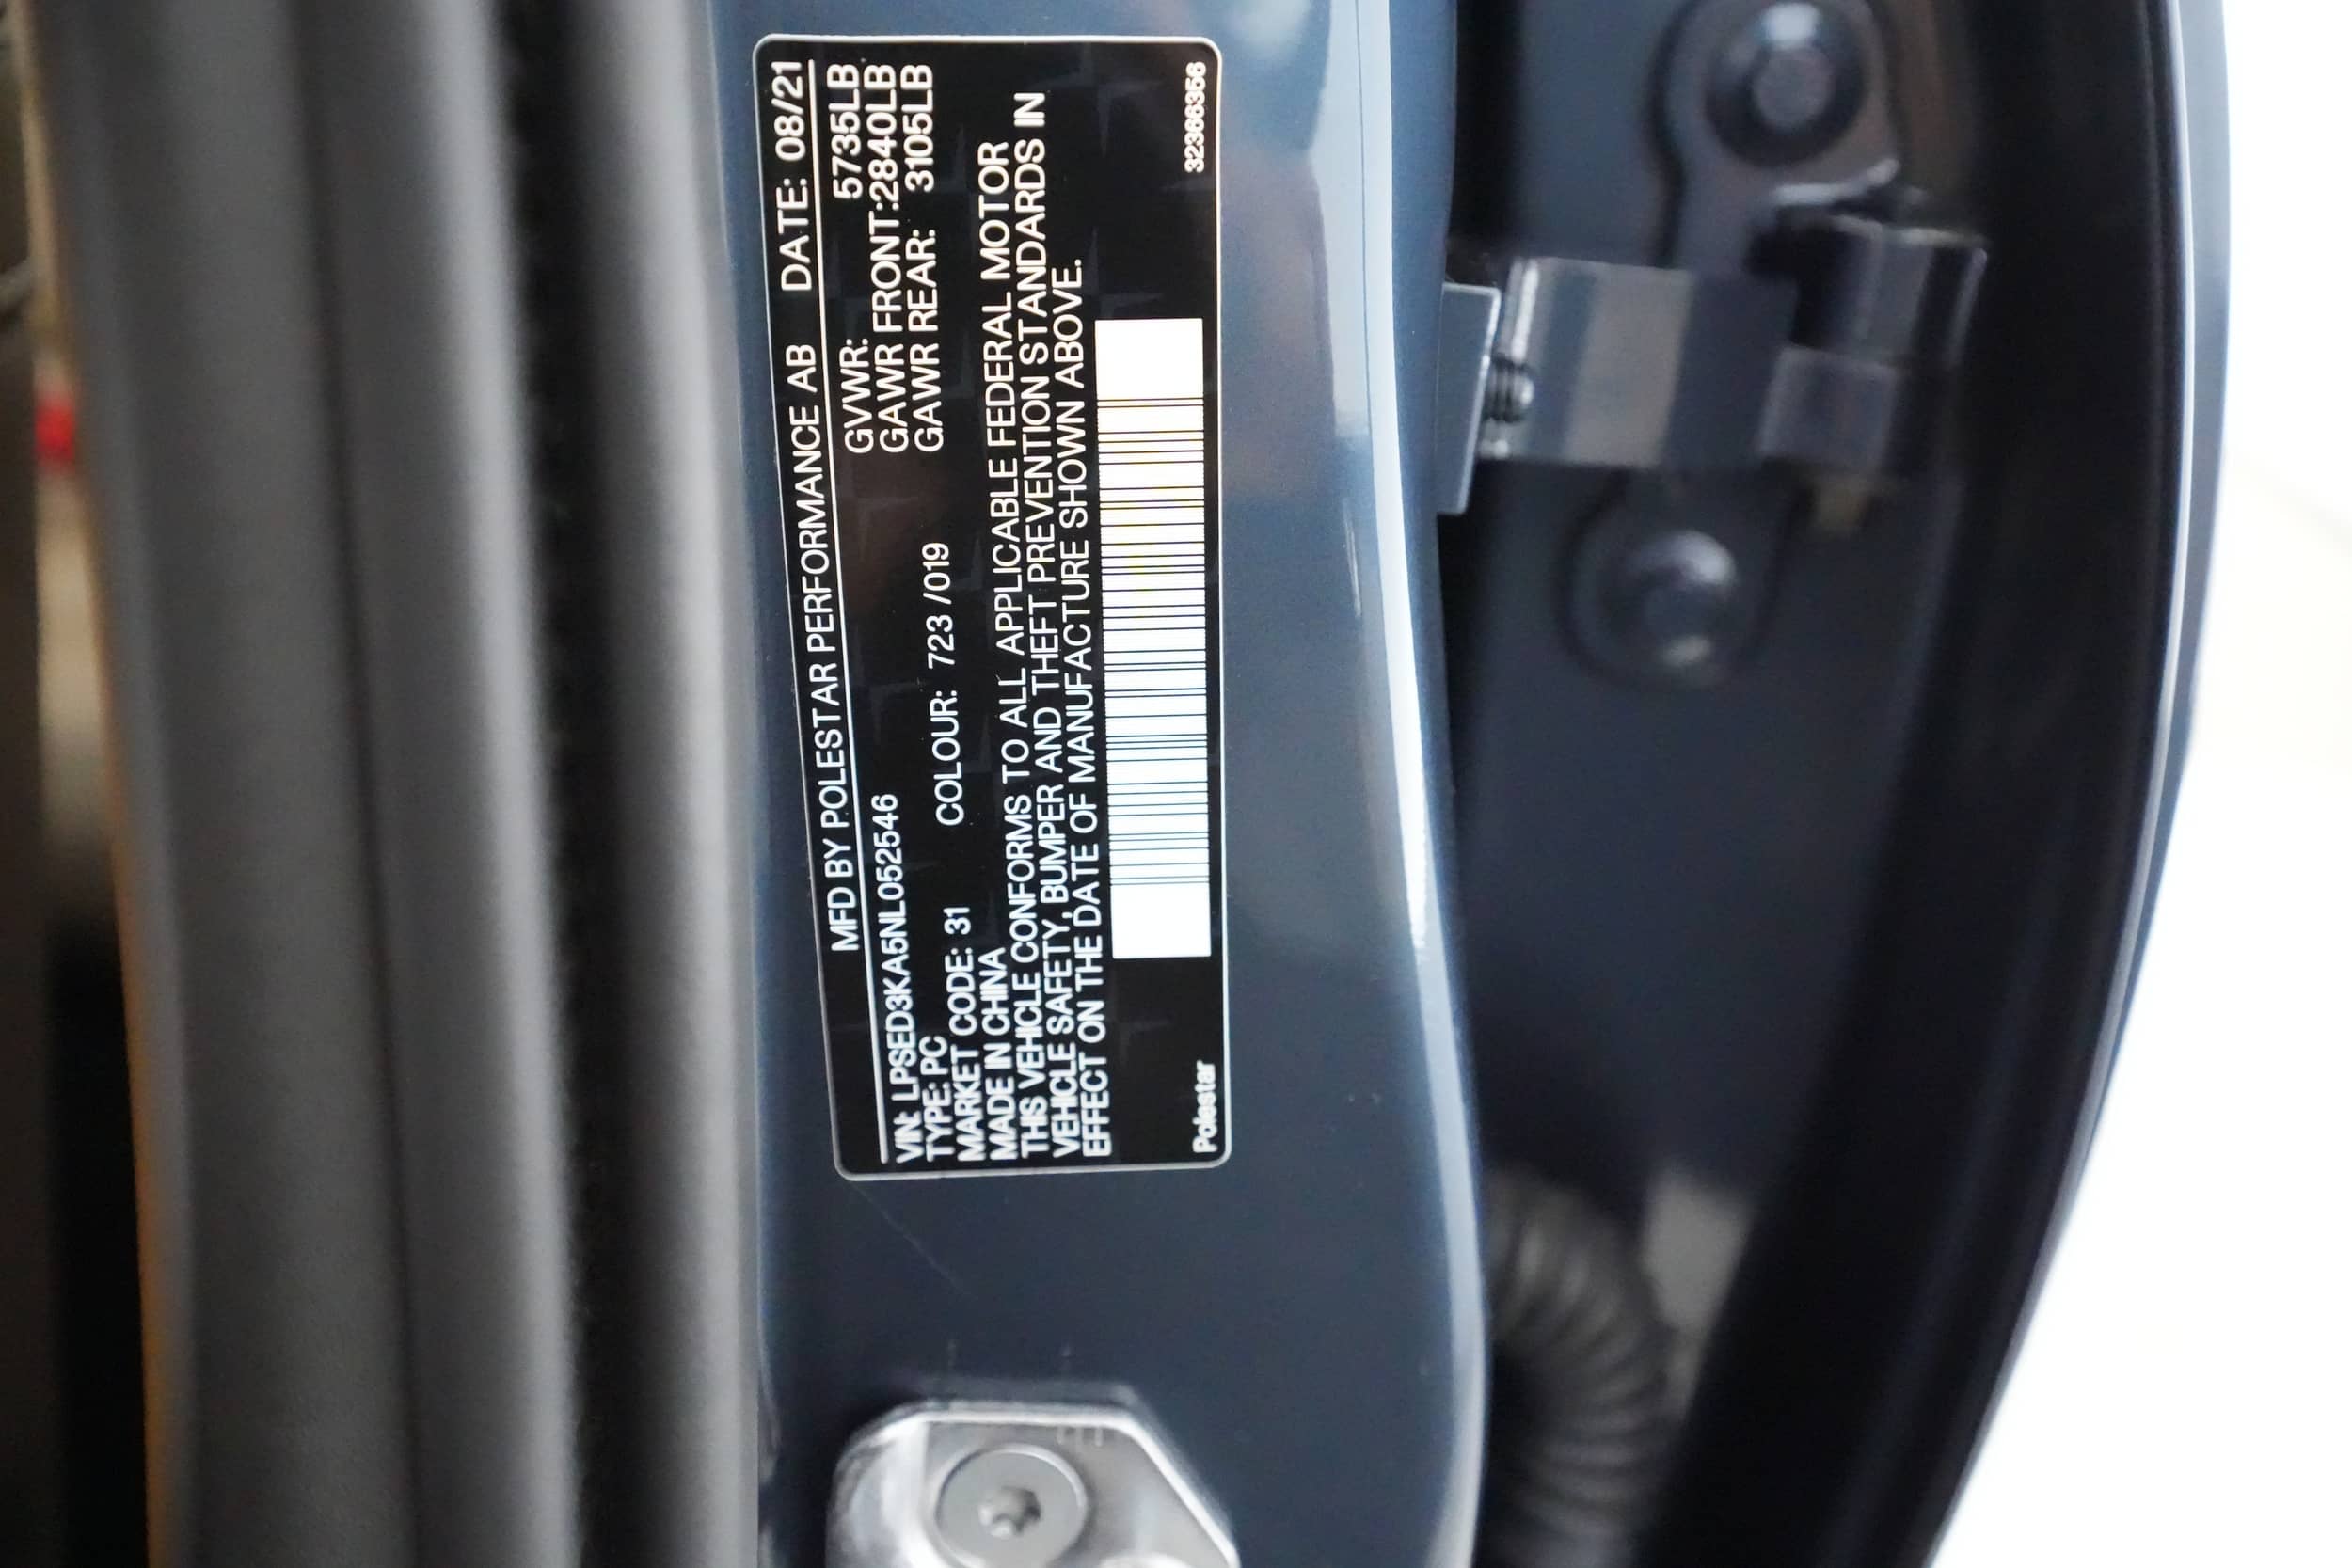 MFD BY POLESTAR PERFORMANCE AB DATE: 08/21
VIN: LPSED3KA5NL052546 GVWR: 5735LB
TYPE: PC GAWR FRONT:2840LB
MARKET CODE: 31 COLOUR: 723 /019 GAWR REAR: 3105LB
MADE IN CHINA
THIS VEHICLE CONFORMS TO ALL APPLICABLE FEDERAL MOTOR
VEHICLE SAFETY, BUMPER AND THEFT PREVENTION STANDARDS IN
EFFECT ON THE DATE OF MANUFACTURE SHOWN ABOVE.
Polestar 32366356